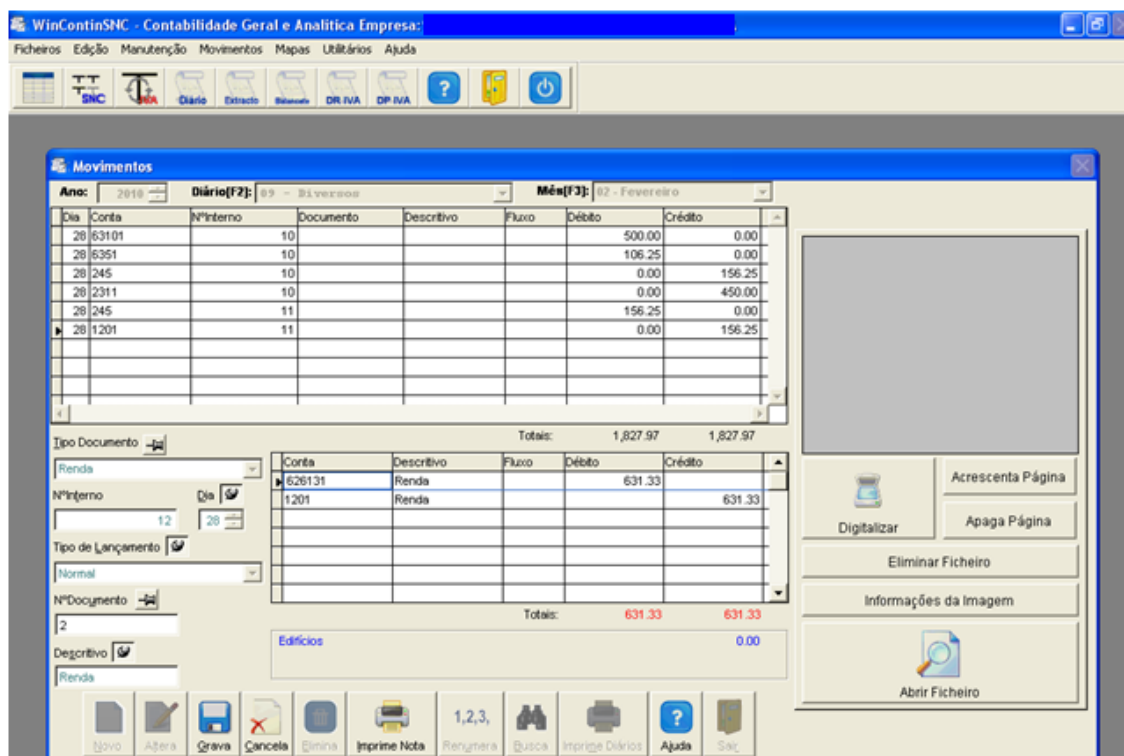 WinContinSNC - Contabilidade Geral e Analítica Empresa:
Ficheiros Edição Manutenção Movimentos Mapas Utilitários Ajuda
SNC IVA Diário Extracto Balancete DR IVA DP IVA ?
Movimentos
Ano: 2010 Diário[F2]: 09 - Diversos Mês[F3]: 02 - Fevereiro
Dia Conta NºInterno Documento Descritivo Fluxo Débito Crédito
28 63101 10 500.00 0.00
28 6351 10 106.25 0.00
28 245 10 0.00 156.25
28 2311 10 0.00 450.00
28 245 11 156.25 0.00
28 1201 11 0.00 156.25
Totais: 1,827.97 1,827.97
Tipo Documento
Renda
NºInterno Dia
12 28
Tipo de Lançamento
Normal
NºDocumento
2
Descritivo
Renda
Conta Descritivo Fluxo Débito Crédito
626131 Renda 631.33
1201 Renda 631.33
Totais: 631.33 631.33
Edifícios 0.00
Digitalizar
Acrescenta Página
Apaga Página
Eliminar Ficheiro
Informações da Imagem
Abrir Ficheiro
Novo Altera Grava Cancela Elimina Imprime Nota 1,2,3, Renumera Busca Imprime Diários ? Ajuda Sair